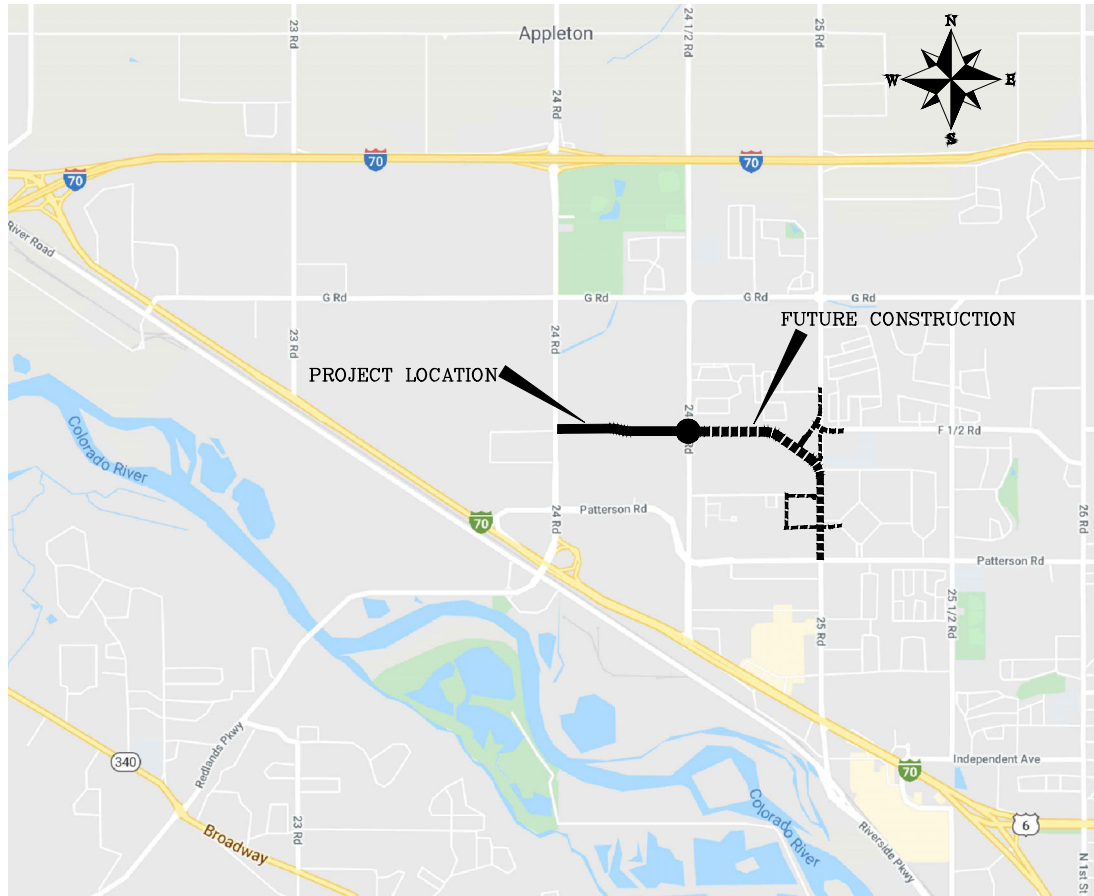 N
W
E
S
Appleton
23 Rd
24 Rd
24 1/2 Rd
25 Rd
70
70
70
River Road
G Rd
G Rd
G Rd
G Rd
FUTURE CONSTRUCTION
23 Rd
PROJECT LOCATION
24
Rd
F 1/2 Rd
Colorado River
Patterson Rd
70
24 Rd
26 Rd
Patterson Rd
25 1/2 Rd
25 Rd
Redlands Pkwy
340
Independent Ave
70
Colorado River
23 Rd
Broadway
Riverside Pkwy
6
N 1st St